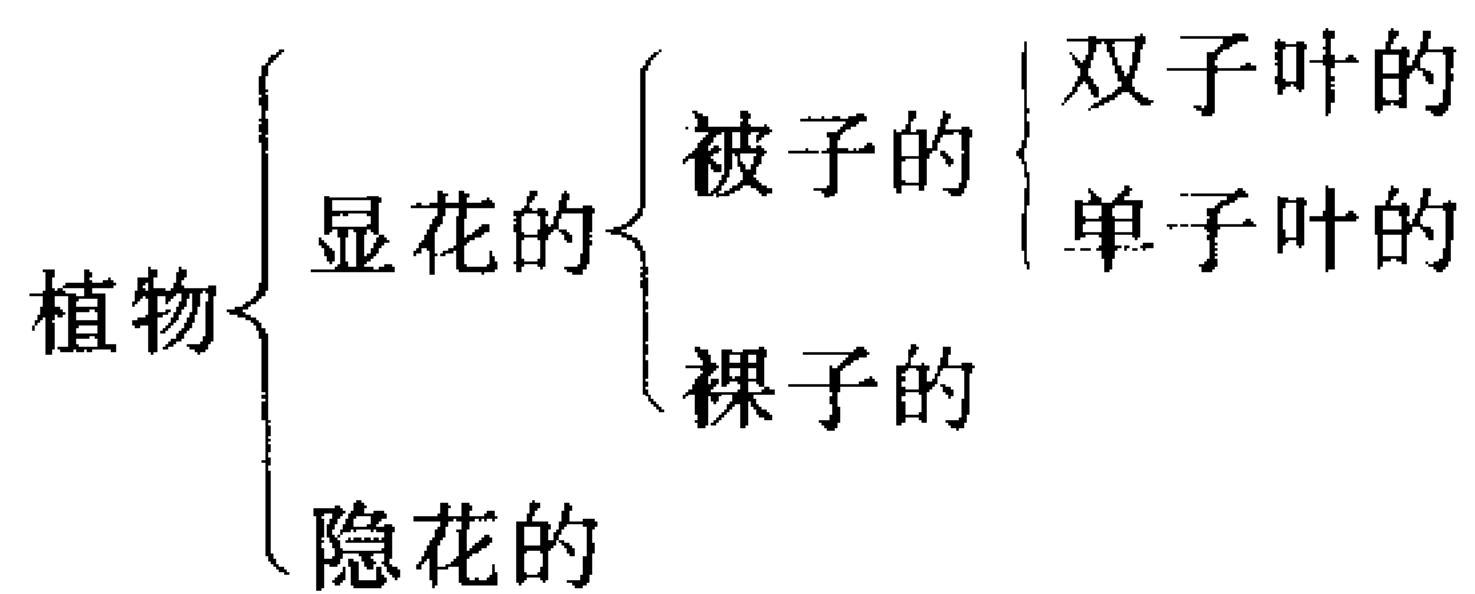 植物
显花的
被子的
双子叶的
单子叶的
裸子的
隐花的